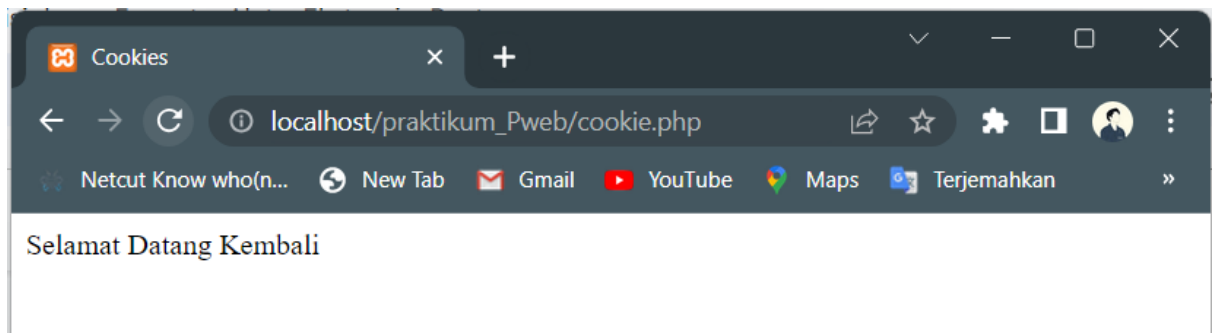 Cookies
localhost/praktikum_Pweb/cookie.php
Netcut Know who(n... New Tab Gmail YouTube Maps Terjemahkan »
Selamat Datang Kembali